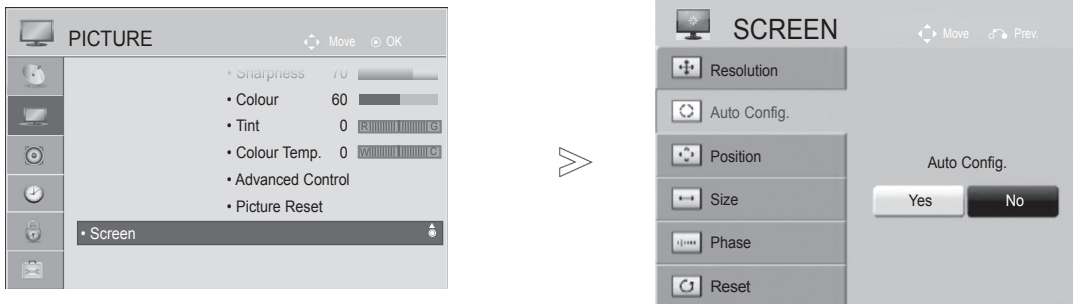 PICTURE
Move OK
• Sharpness 70
• Colour 60
• Tint 0 R G
• Colour Temp. 0 W C
• Advanced Control
• Picture Reset
• Screen
SCREEN
Move Prev.
Resolution
Auto Config.
Position
Size
Phase
Reset
Auto Config.
Yes No